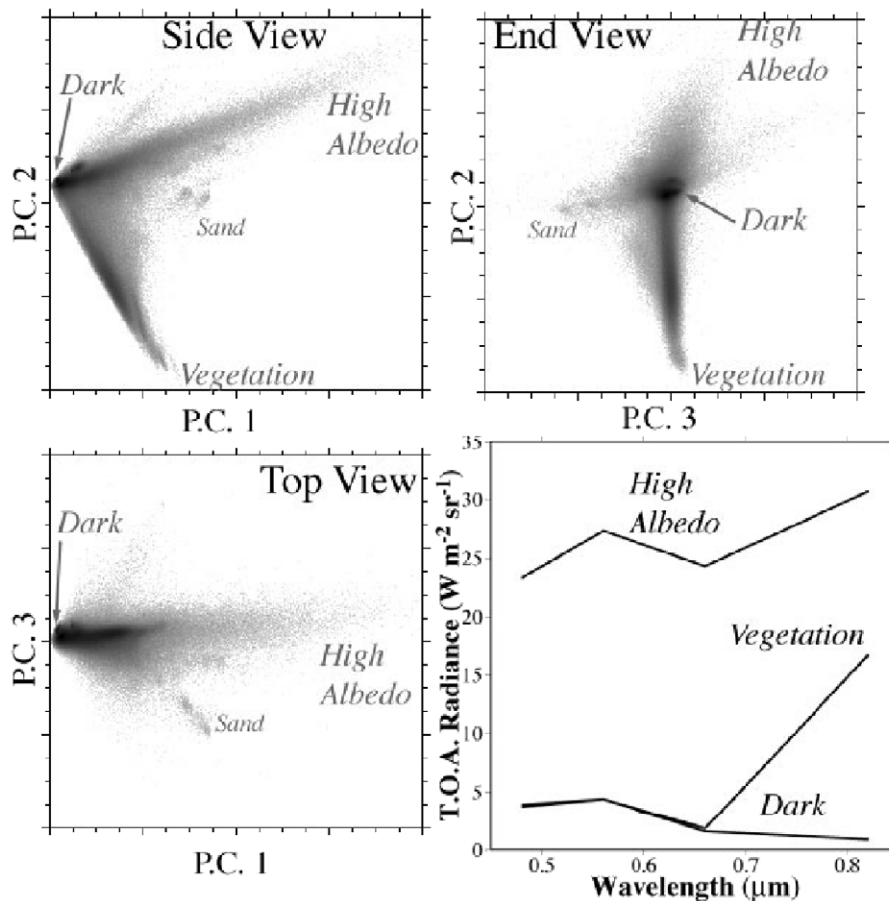 Side View
Dark
High
Albedo
Sand
Vegetation
P.C. 2
P.C. 1
End View
High
Albedo
Dark
Sand
Vegetation
P.C. 2
P.C. 3
Top View
Dark
High
Albedo
Sand
P.C. 3
P.C. 1
35
30
25
20
15
10
5
0
High
Albedo
Vegetation
Dark
T.O.A. Radiance (W m⁻² sr⁻¹)
0.5 0.6 0.7 0.8
Wavelength (µm)